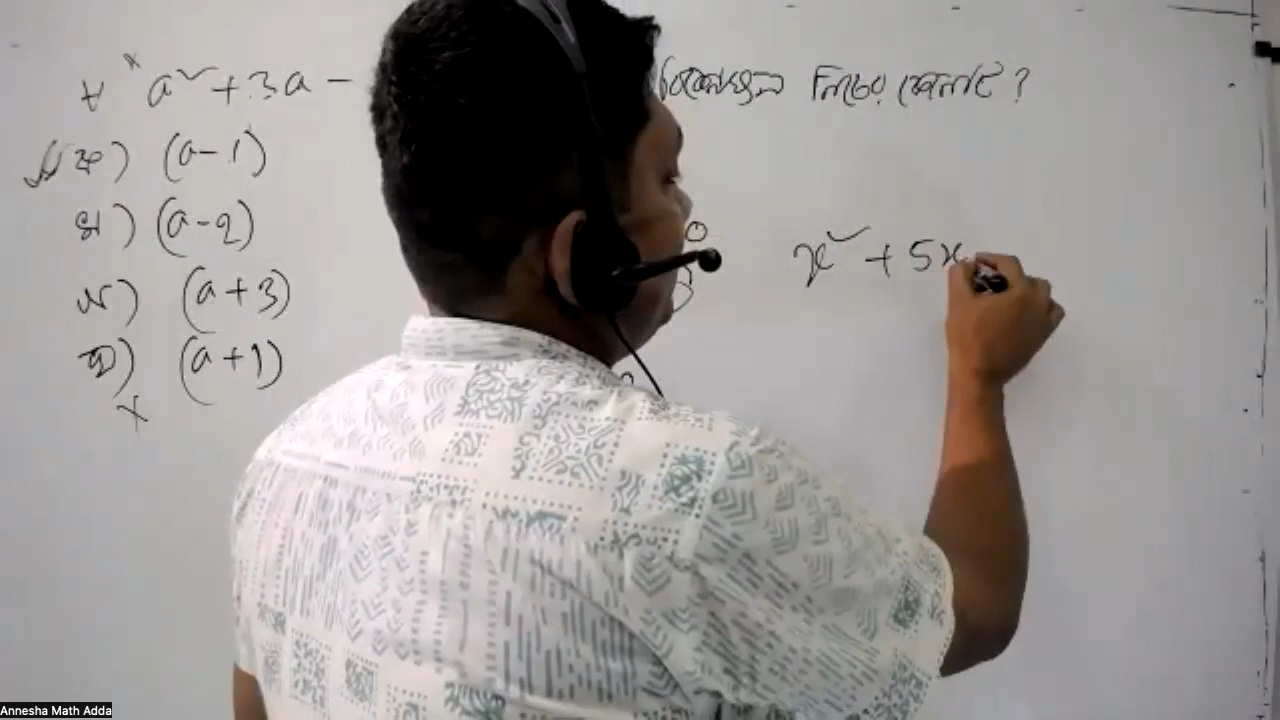 * a² + 3a − নিচের কোনটি ?
ক) (a-1)
খ) (a-2)
গ) (a+3)
ঘ) (a+1)
x² + 5x
Annesha Math Adda